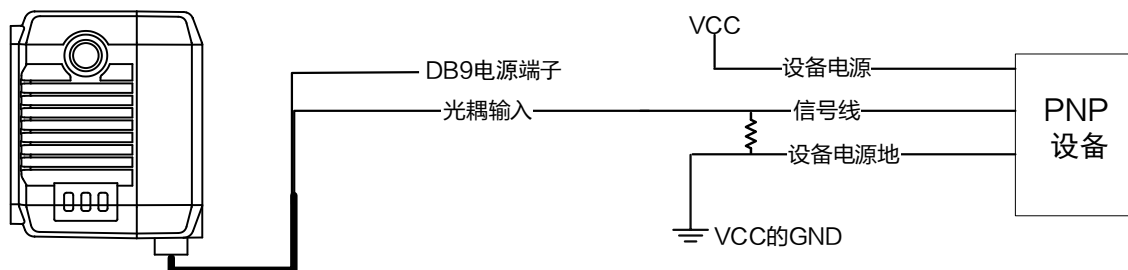 VCC
设备电源
DB9电源端子
光耦输入
信号线
PNP
设备
设备电源地
VCC的GND